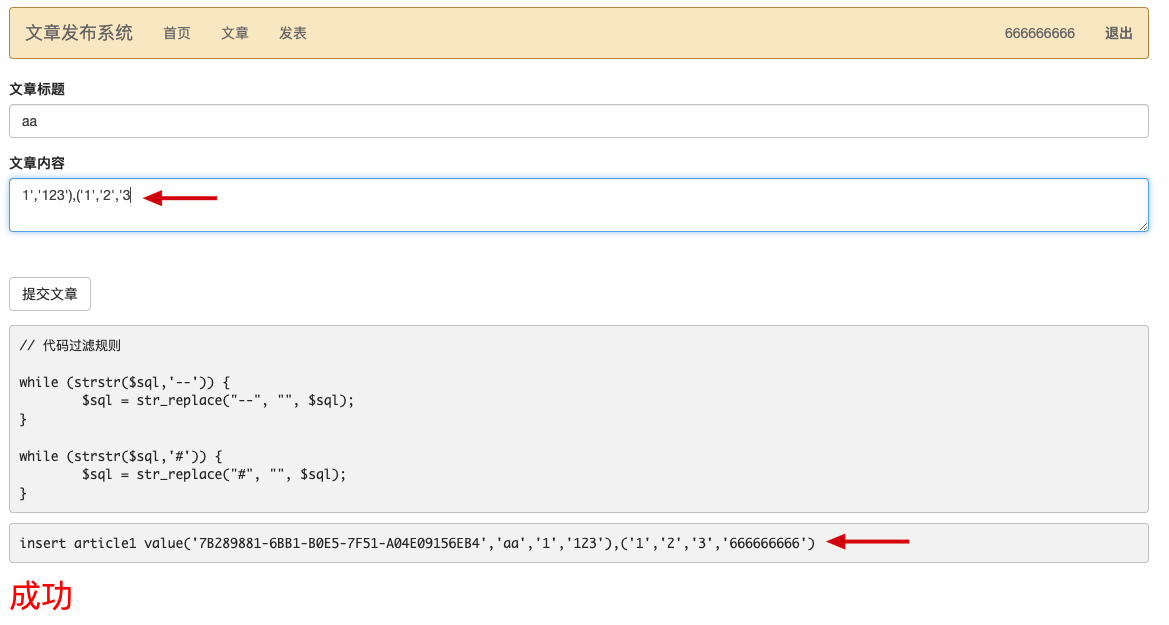 文章发布系统 首页 文章 发表 666666666 退出
文章标题
aa
文章内容
1','123'),('1','2','3
提交文章
// 代码过滤规则
while (strstr($sql,'--')) {
$sql = str_replace("--", "", $sql);
}
while (strstr($sql,'#')) {
$sql = str_replace("#", "", $sql);
}
insert article1 value('7B289881-6BB1-B0E5-7F51-A04E09156EB4','aa','1','123'),('1','2','3','666666666')
成功